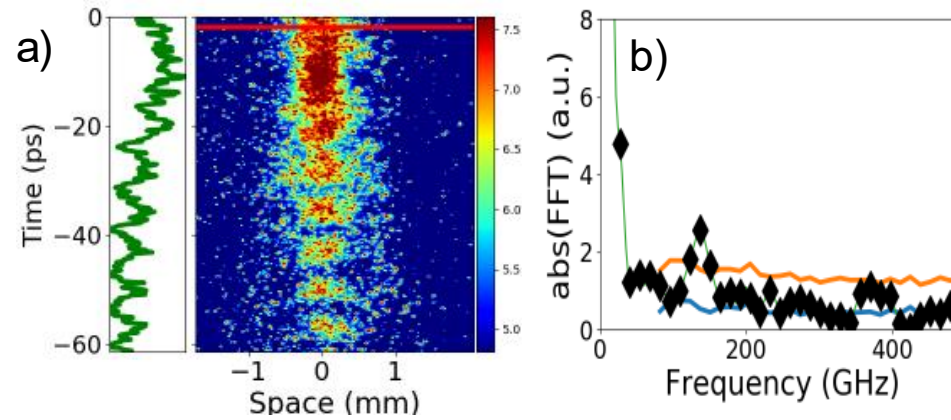 a)
0
−20
−40
−60
Time (ps)
−1 0 1
Space (mm)
7.5
7.0
6.5
6.0
5.5
5.0
b)
8
6
4
2
0
abs(FFT) (a.u.)
0 200 400
Frequency (GHz)